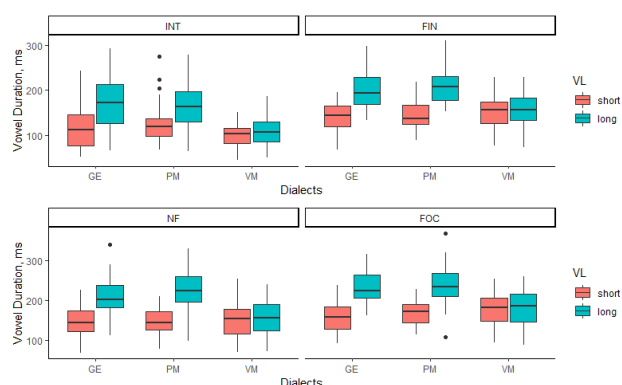 INT
FIN
Vowel Duration, ms
300
200
100
GE
PM
VM
GE
PM
VM
Dialects
VL
short
long
NF
FOC
Vowel Duration, ms
300
200
100
GE
PM
VM
GE
PM
VM
Dialects
VL
short
long